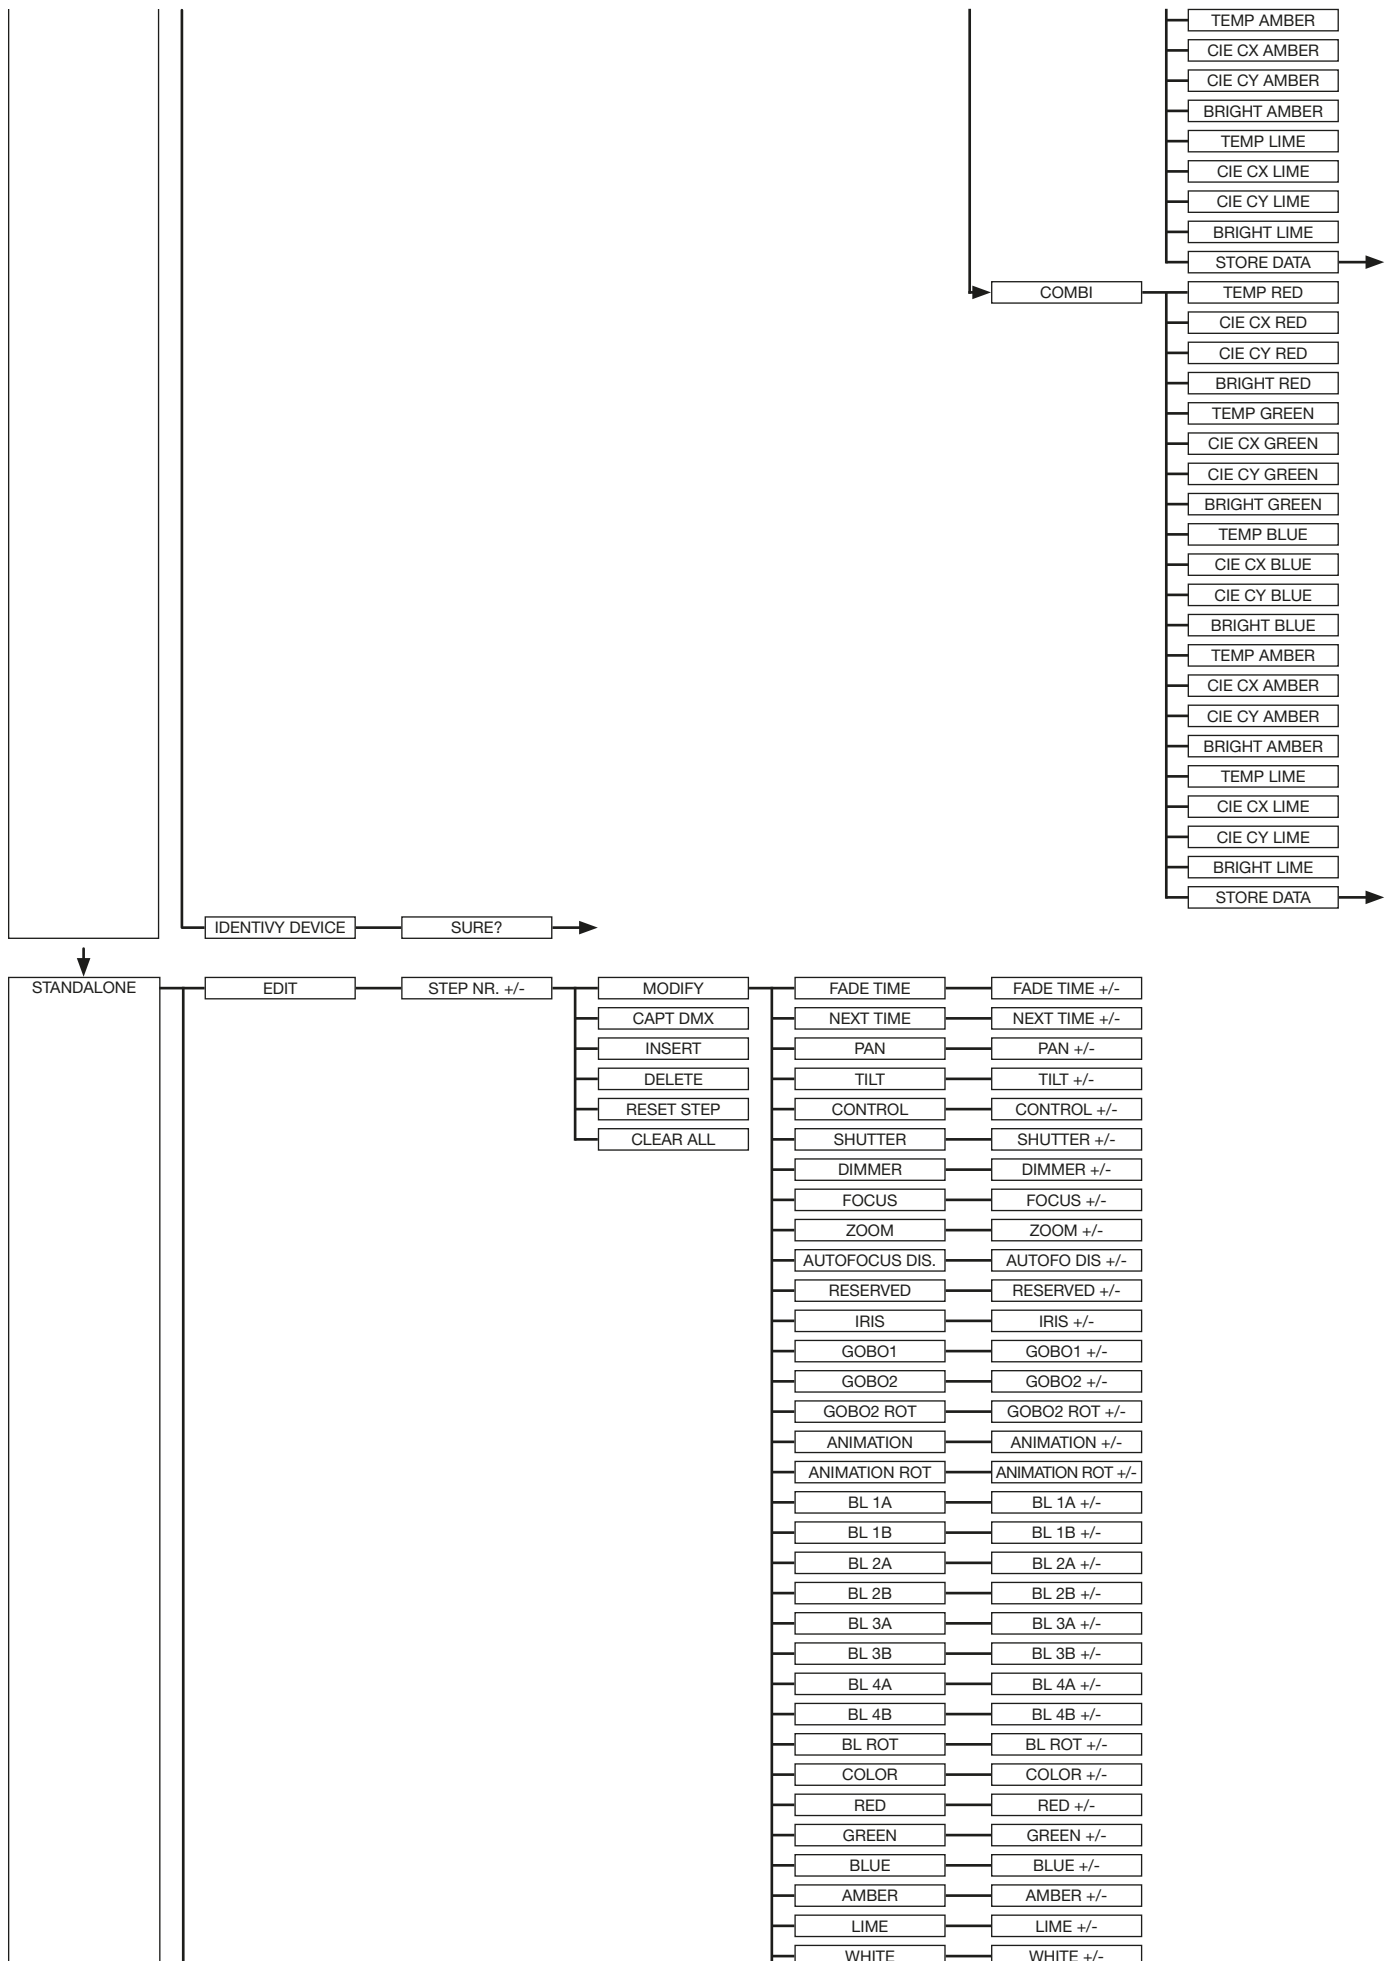 TEMP AMBER
CIE CX AMBER
CIE CY AMBER
BRIGHT AMBER
TEMP LIME
CIE CX LIME
CIE CY LIME
BRIGHT LIME
STORE DATA
COMBI TEMP RED
CIE CX RED
CIE CY RED
BRIGHT RED
TEMP GREEN
CIE CX GREEN
CIE CY GREEN
BRIGHT GREEN
TEMP BLUE
CIE CX BLUE
CIE CY BLUE
BRIGHT BLUE
TEMP AMBER
CIE CX AMBER
CIE CY AMBER
BRIGHT AMBER
TEMP LIME
CIE CX LIME
CIE CY LIME
BRIGHT LIME
STORE DATA
IDENTIVY DEVICE SURE?
STANDALONE EDIT STEP NR. +/- MODIFY FADE TIME FADE TIME +/-
CAPT DMX NEXT TIME NEXT TIME +/-
INSERT PAN PAN +/-
DELETE TILT TILT +/-
RESET STEP CONTROL CONTROL +/-
CLEAR ALL SHUTTER SHUTTER +/-
DIMMER DIMMER +/-
FOCUS FOCUS +/-
ZOOM ZOOM +/-
AUTOFOCUS DIS. AUTOFO DIS +/-
RESERVED RESERVED +/-
IRIS IRIS +/-
GOBO1 GOBO1 +/-
GOBO2 GOBO2 +/-
GOBO2 ROT GOBO2 ROT +/-
ANIMATION ANIMATION +/-
ANIMATION ROT ANIMATION ROT +/-
BL 1A BL 1A +/-
BL 1B BL 1B +/-
BL 2A BL 2A +/-
BL 2B BL 2B +/-
BL 3A BL 3A +/-
BL 3B BL 3B +/-
BL 4A BL 4A +/-
BL 4B BL 4B +/-
BL ROT BL ROT +/-
COLOR COLOR +/-
RED RED +/-
GREEN GREEN +/-
BLUE BLUE +/-
AMBER AMBER +/-
LIME LIME +/-
WHITE WHITE +/-